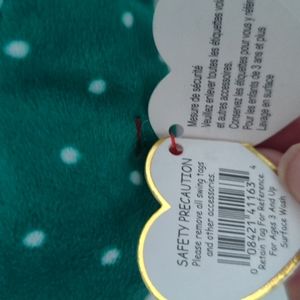 Mesure de sécurité
Veuillez enlever toutes les étiquettes vol
et autres accessoires.
Conservez les étiquettes pour vous y référe
Pour les enfants de 3 ans et plus
Lavage en surface
SAFETY PRECAUTION
Please remove all swing tags
and other accessories.
0 08421 41163 4
Retain Tag For Reference
For Ages 3 And Up
Surface Wash